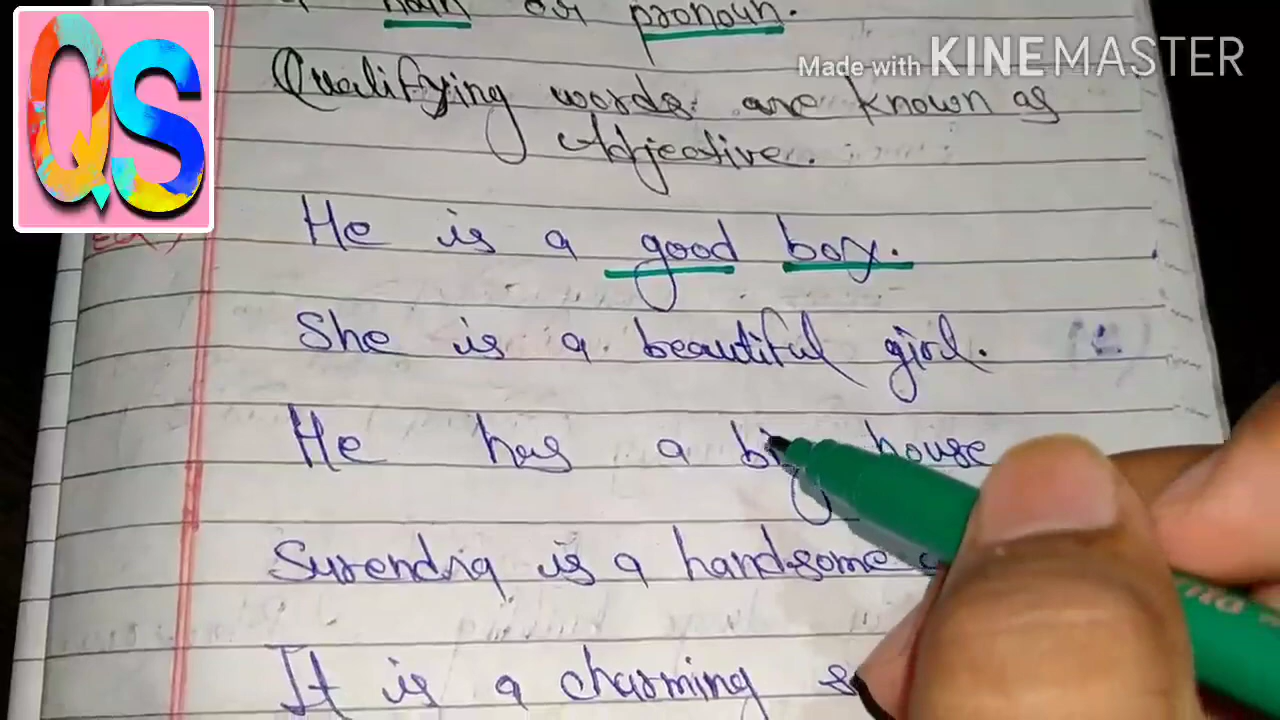 noun or pronoun.
Made with KINEMASTER
QS
Qualifying words are known as
Adjective.
He is a good boy.
She is a beautiful girl.
He has a big house
Surendra is a handsome
It is a charming